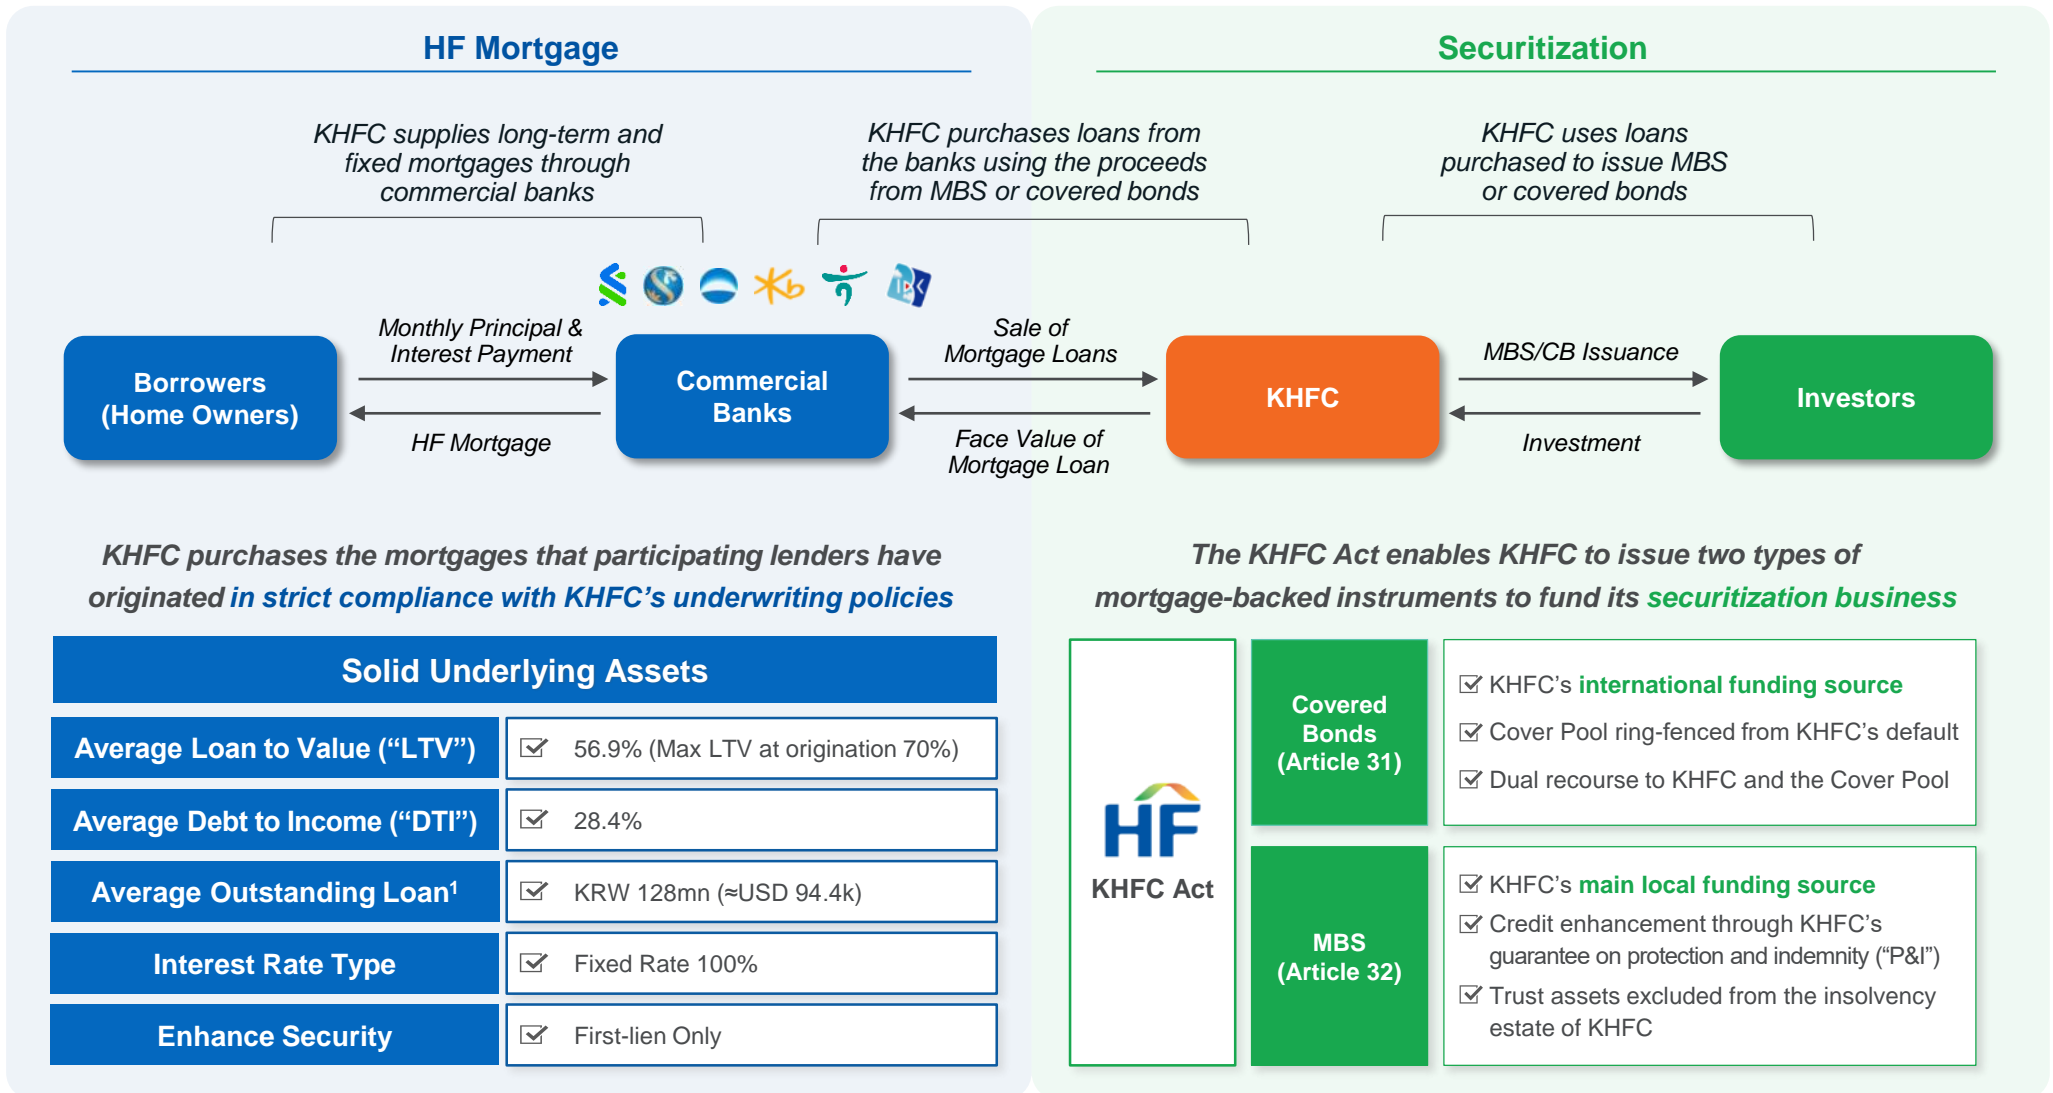 HF Mortgage
Securitization
KHFC supplies long-term and
fixed mortgages through
commercial banks
KHFC purchases loans from
the banks using the proceeds
from MBS or covered bonds
KHFC uses loans
purchased to issue MBS
or covered bonds
Borrowers
(Home Owners)
Monthly Principal &
Interest Payment
HF Mortgage
Commercial
Banks
Sale of
Mortgage Loans
Face Value of
Mortgage Loan
KHFC
MBS/CB Issuance
Investment
Investors
KHFC purchases the mortgages that participating lenders have
originated in strict compliance with KHFC’s underwriting policies
Solid Underlying Assets
Average Loan to Value (“LTV”)
56.9% (Max LTV at origination 70%)
Average Debt to Income (“DTI”)
28.4%
Average Outstanding Loan¹
KRW 128mn (≈USD 94.4k)
Interest Rate Type
Fixed Rate 100%
Enhance Security
First-lien Only
The KHFC Act enables KHFC to issue two types of
mortgage-backed instruments to fund its securitization business
HF
KHFC Act
Covered
Bonds
(Article 31)
KHFC’s international funding source
Cover Pool ring-fenced from KHFC’s default
Dual recourse to KHFC and the Cover Pool
MBS
(Article 32)
KHFC’s main local funding source
Credit enhancement through KHFC’s
guarantee on protection and indemnity (“P&I”)
Trust assets excluded from the insolvency
estate of KHFC